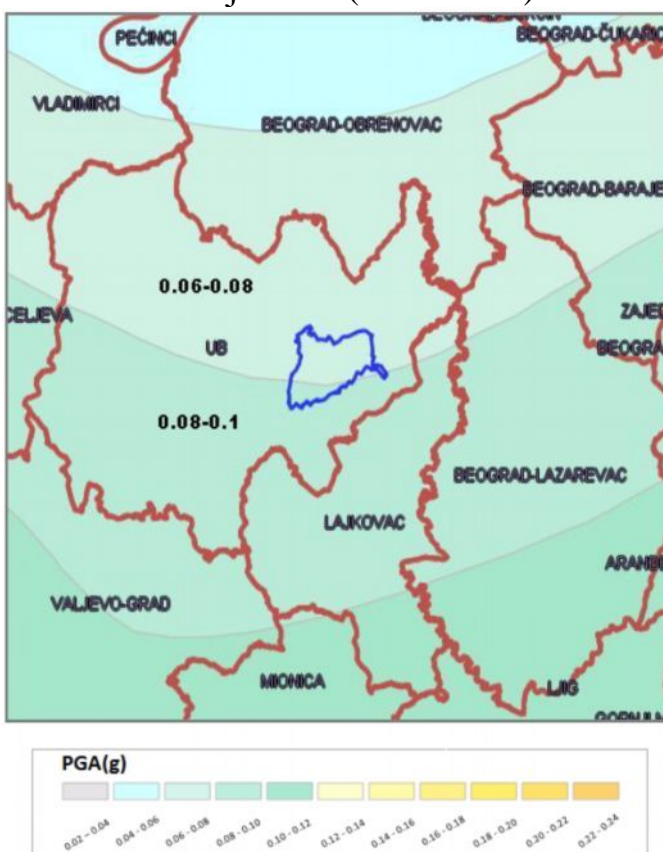 PEĆINCI
BEOGRAD-ČUKARIC
VLADIMIRCI
BEOGRAD-OBRENOVAC
BEOGRAD-BARAJE
0.06-0.08
CELJEVA
ZAJED
UB
BEOGRA
0.08-0.1
BEOGRAD-LAZAREVAC
LAJKOVAC
VALJEVO-GRAD
MIONICA
LJIG
PGA(g)
0.02 – 0.04
0.04 - 0.06
0.06 - 0.08
0.08 - 0.10
0.10 - 0.12
0.12 - 0.14
0.14 - 0.16
0.16 - 0.18
0.18 - 0.20
0.20 - 0.22
0.22 - 0.24